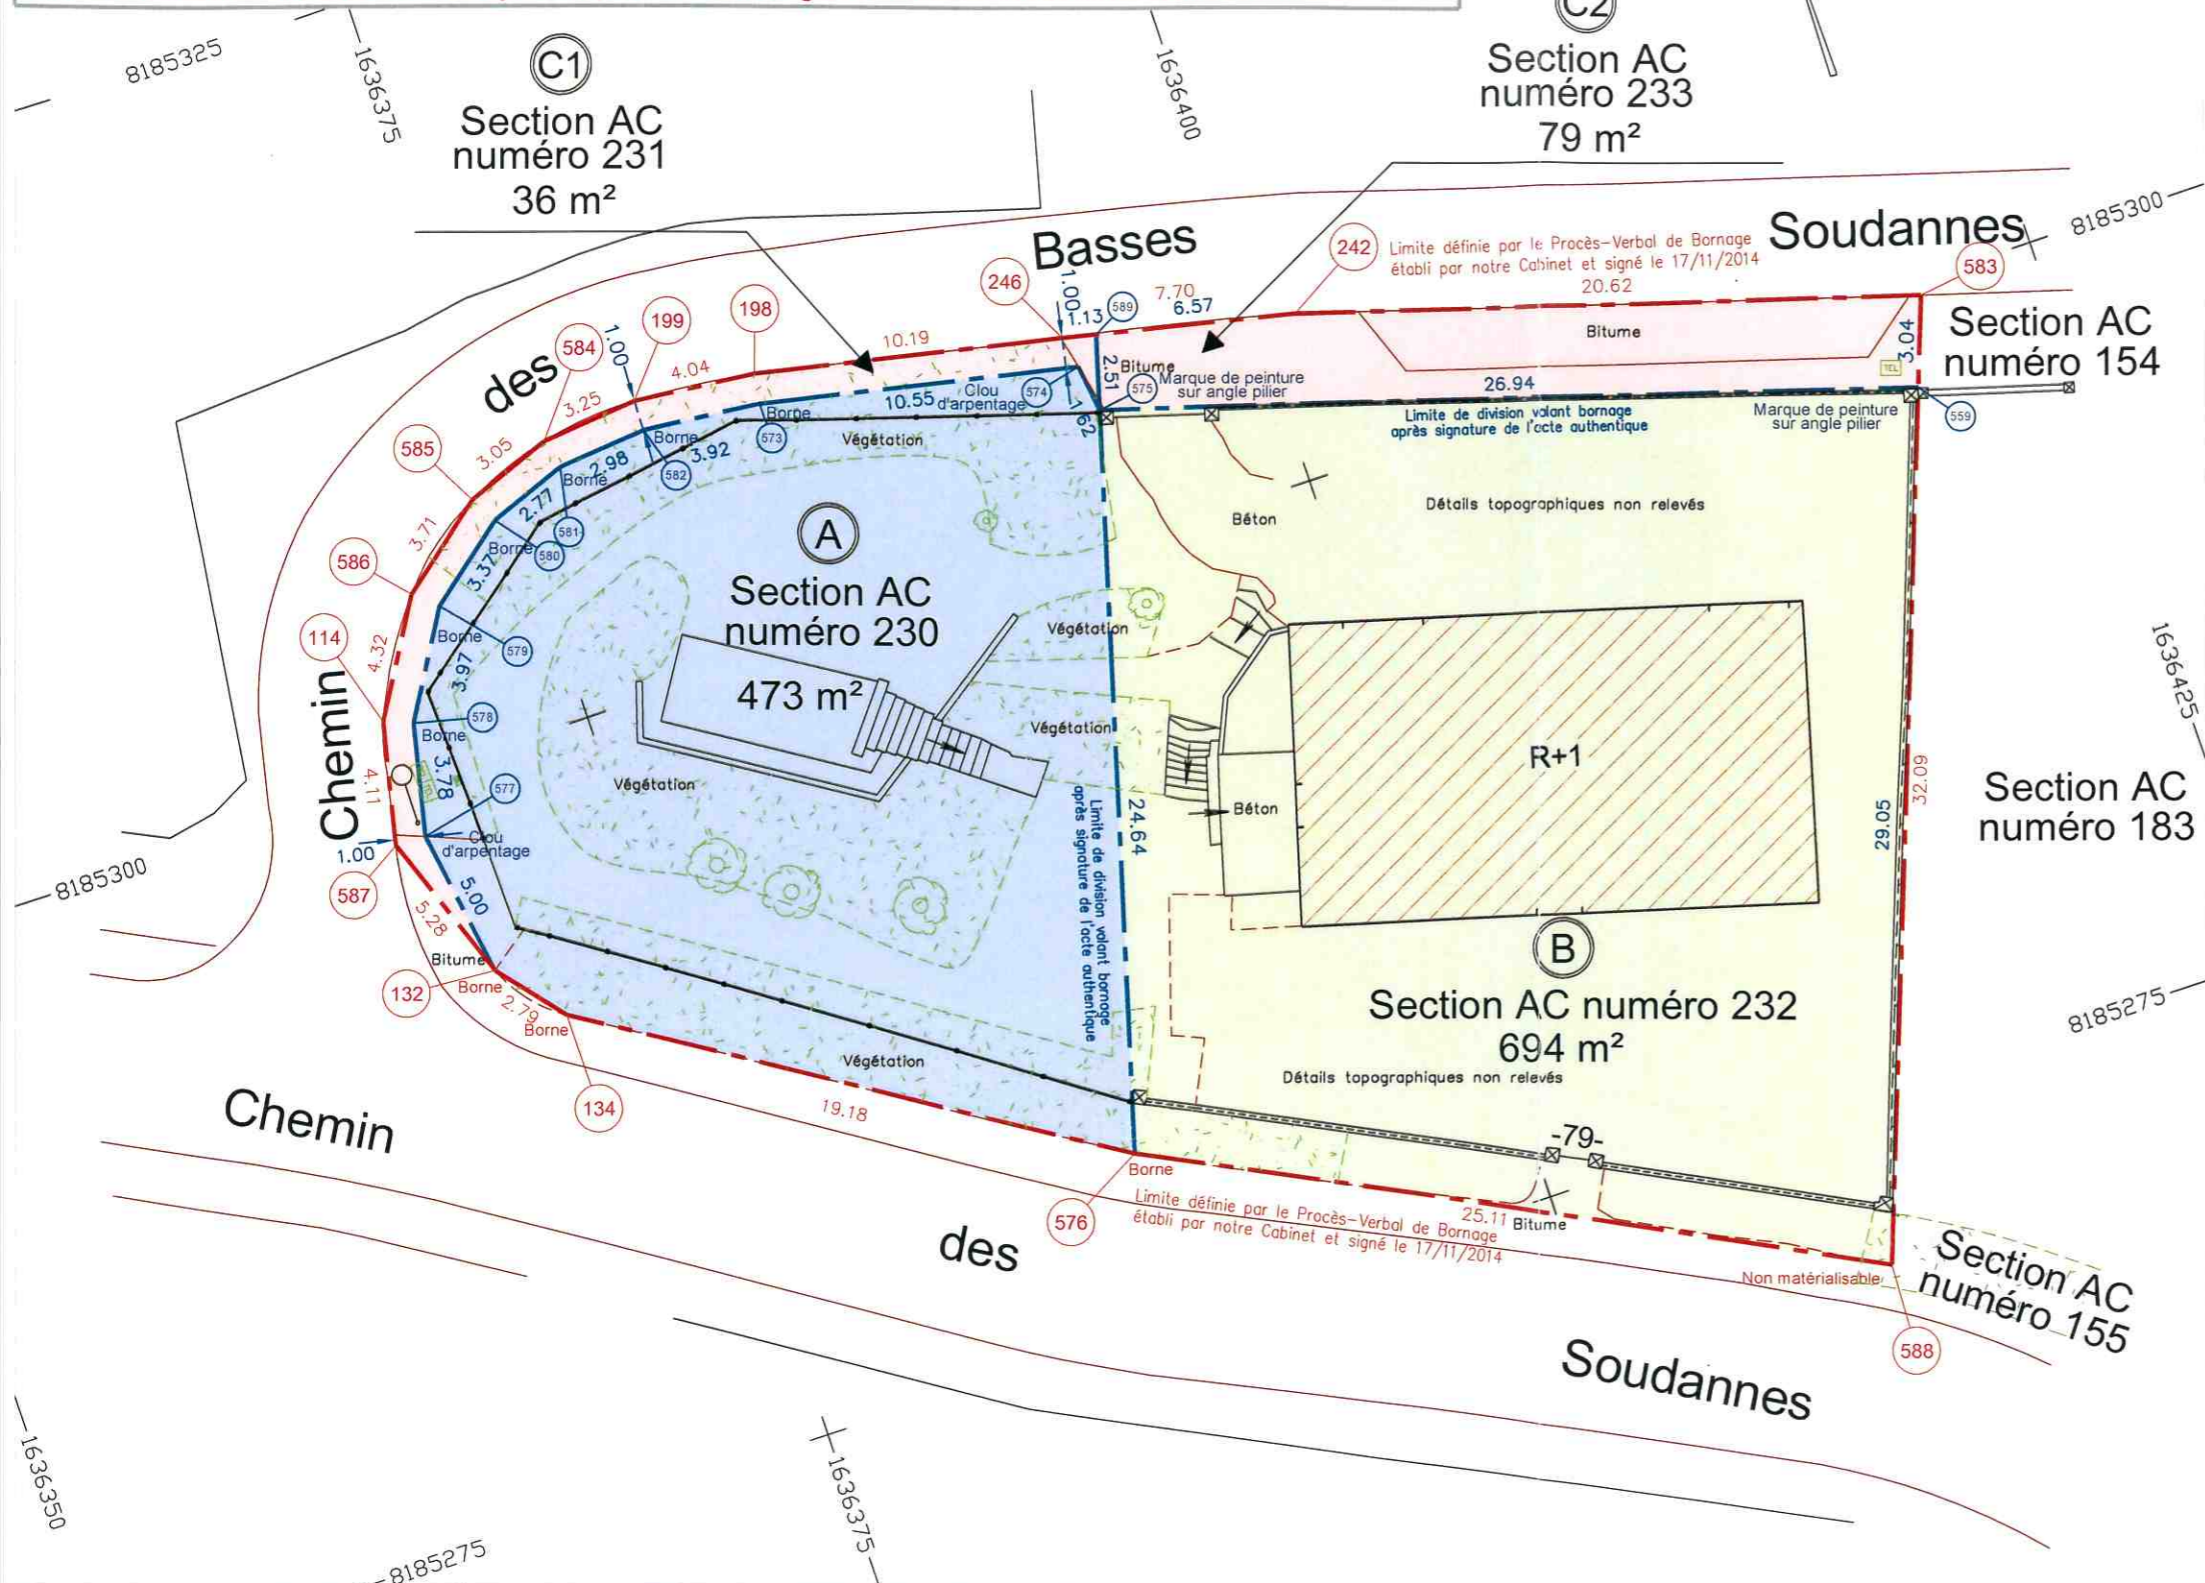 C2
8185325
1636375
C1
Section AC
numéro 231
36 m²
1636400
Section AC
numéro 233
79 m²
8185300
Basses
Soudannes
242
Limite définie par le Procès-Verbal de Bornage
établi par notre Cabinet et signé le 17/11/2014
20.62
583
246
1.00
1.13
589
7.70
6.57
des
584
1.00
199
198
4.04
10.19
3.25
3.05
585
3.71
586
114
4.32
4.11
Chemin
Bitume
Bitume
2.51
575
Marque de peinture
sur angle pilier
26.94
3.04
TEL
Section AC
numéro 154
Limite de division valant bornage
après signature de l'acte authentique
Marque de peinture
sur angle pilier
559
10.55
Clou
d'arpentage
574
1.62
Borne
573
Végétation
Borne
3.92
582
2.98
Borne
581
2.77
Borne
580
3.37
Borne
579
3.97
578
Borne
3.78
577
Clou
d'arpentage
1.00
587
5.00
5.28
A
Section AC
numéro 230
473 m²
Végétation
Végétation
Végétation
Béton
Détails topographiques non relevés
R+1
Béton
24.64
Limite de division valant bornage
après signature de l'acte authentique
29.05
32.09
1636425
Section AC
numéro 183
8185300
Bitume
132
Borne
2.79
Borne
134
Végétation
19.18
B
Section AC numéro 232
694 m²
Détails topographiques non relevés
8185275
-79-
Borne
576
Limite définie par le Procès-Verbal de Bornage
établi par notre Cabinet et signé le 17/11/2014
25.11
Bitume
Non matérialisable
588
Section AC
numéro 155
Chemin
des
Soudannes
1636350
1636375
8185275